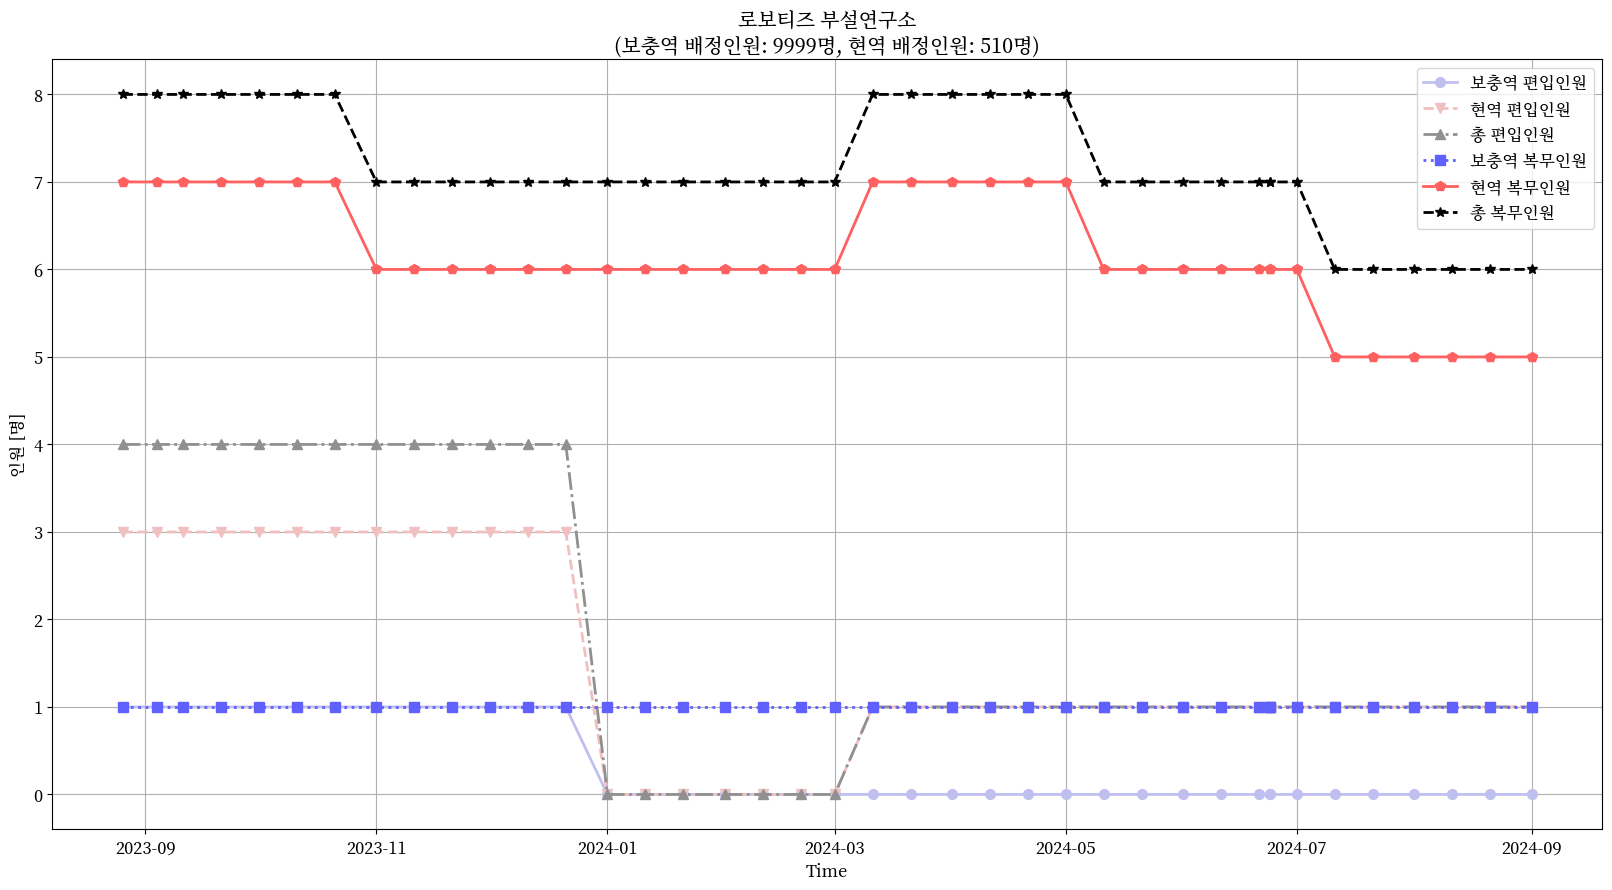 로보티즈 부설연구소
(보충역 배정인원: 9999명, 현역 배정인원: 510명)
보충역 편입인원
현역 편입인원
총 편입인원
보충역 복무인원
현역 복무인원
총 복무인원
인원 [명]
8
7
6
5
4
3
2
1
0
2023-09
2023-11
2024-01
2024-03
2024-05
2024-07
2024-09
Time